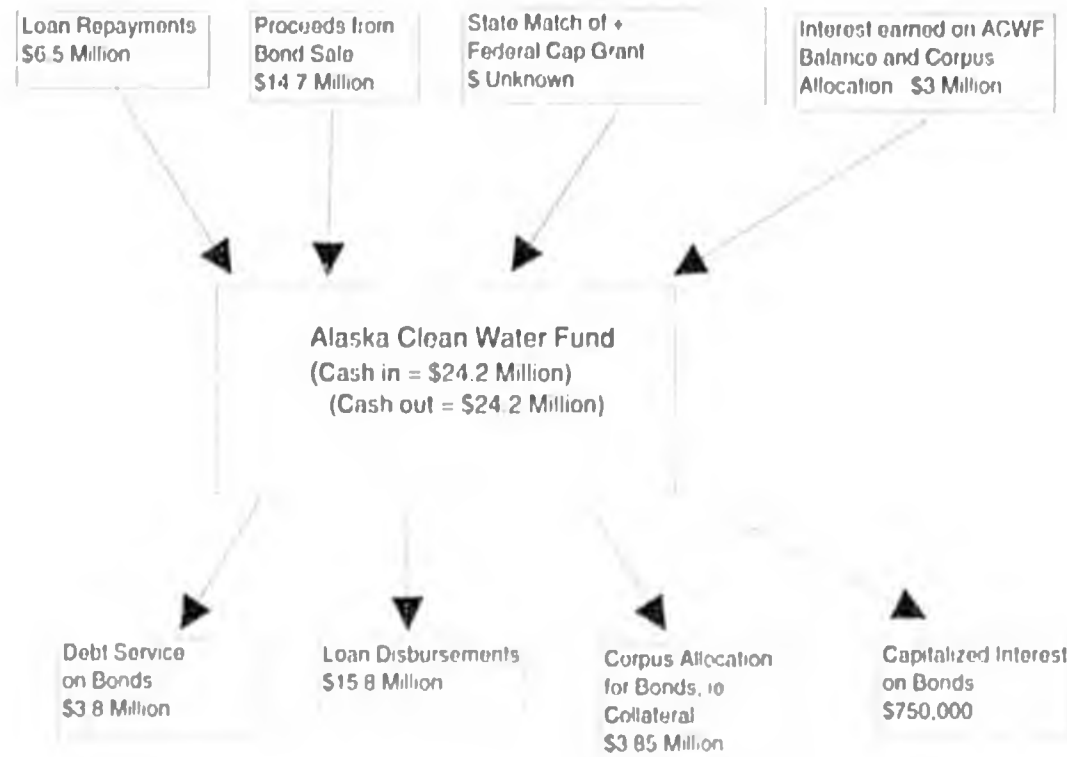 Loan Repayments
$6.5 Million
Proceeds from
Bond Sale
$14 7 Million
State Match of +
Federal Cap Grant
$ Unknown
Interest earned on ACWF
Balance and Corpus
Allocation $3 Million
Alaska Clean Water Fund
(Cash in = $24.2 Million)
(Cash out = $24.2 Million)
Debt Service
on Bonds
$3 8 Million
Loan Disbursements
$15 8 Million
Corpus Allocation
for Bonds, ie
Collateral
$3 85 Million
Capitalized Interest
on Bonds
$750,000